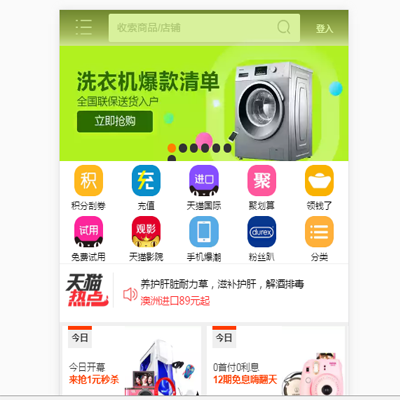 收索商品/店铺
登入
洗衣机爆款清单
全国联保送货入户
立即抢购
积
充
进口
聚
积分刮券
充值
天猫国际
聚划算
领钱了
试用
观影
durex
免费试用
天猫影院
手机爆潮
粉丝趴
分类
天猫
热点
养护肝脏耐力草，滋补护肝，解酒排毒
澳洲进口89元起
今日
今日
今日开幕
来抢1元秒杀
0首付0利息
12期免息嗨翻天